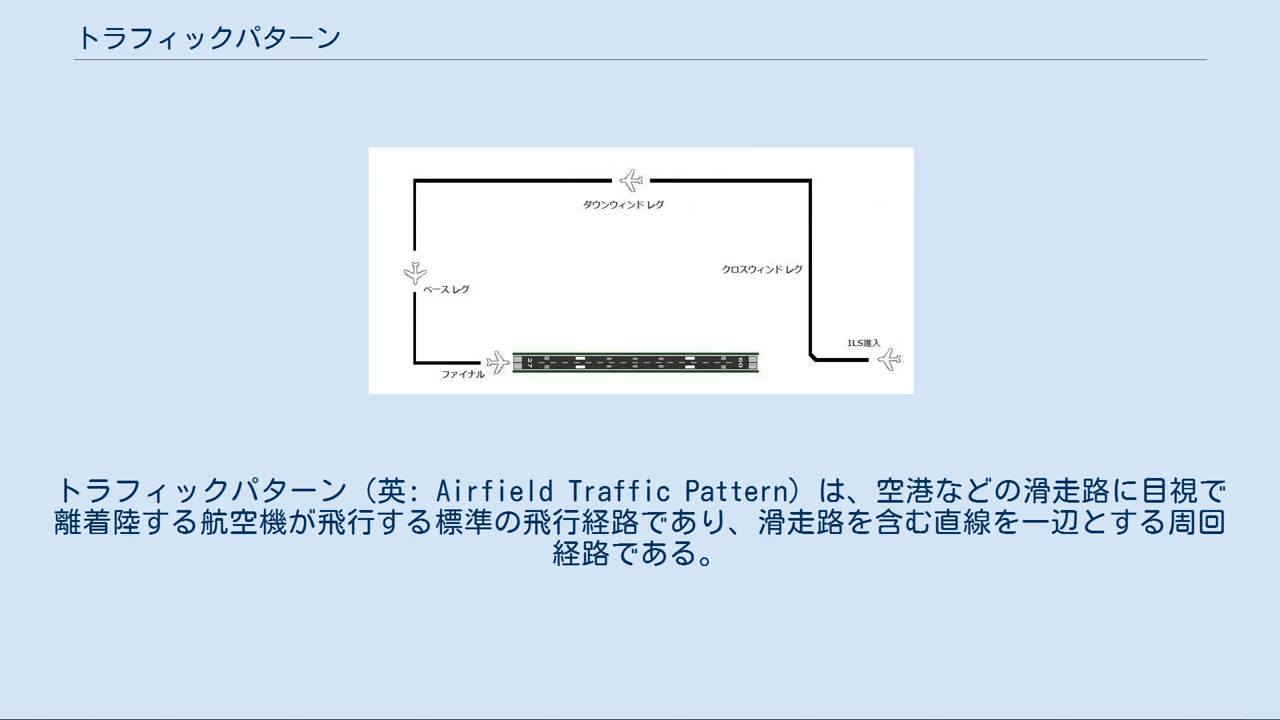 トラフィックパターン
ダウンウィンド レグ
クロスウィンド レグ
ベース レグ
ILS進入
ファイナル
27
09
トラフィックパターン（英: Airfield Traffic Pattern）は、空港などの滑走路に目視で
離着陸する航空機が飛行する標準の飛行経路であり、滑走路を含む直線を一辺とする周回
経路である。